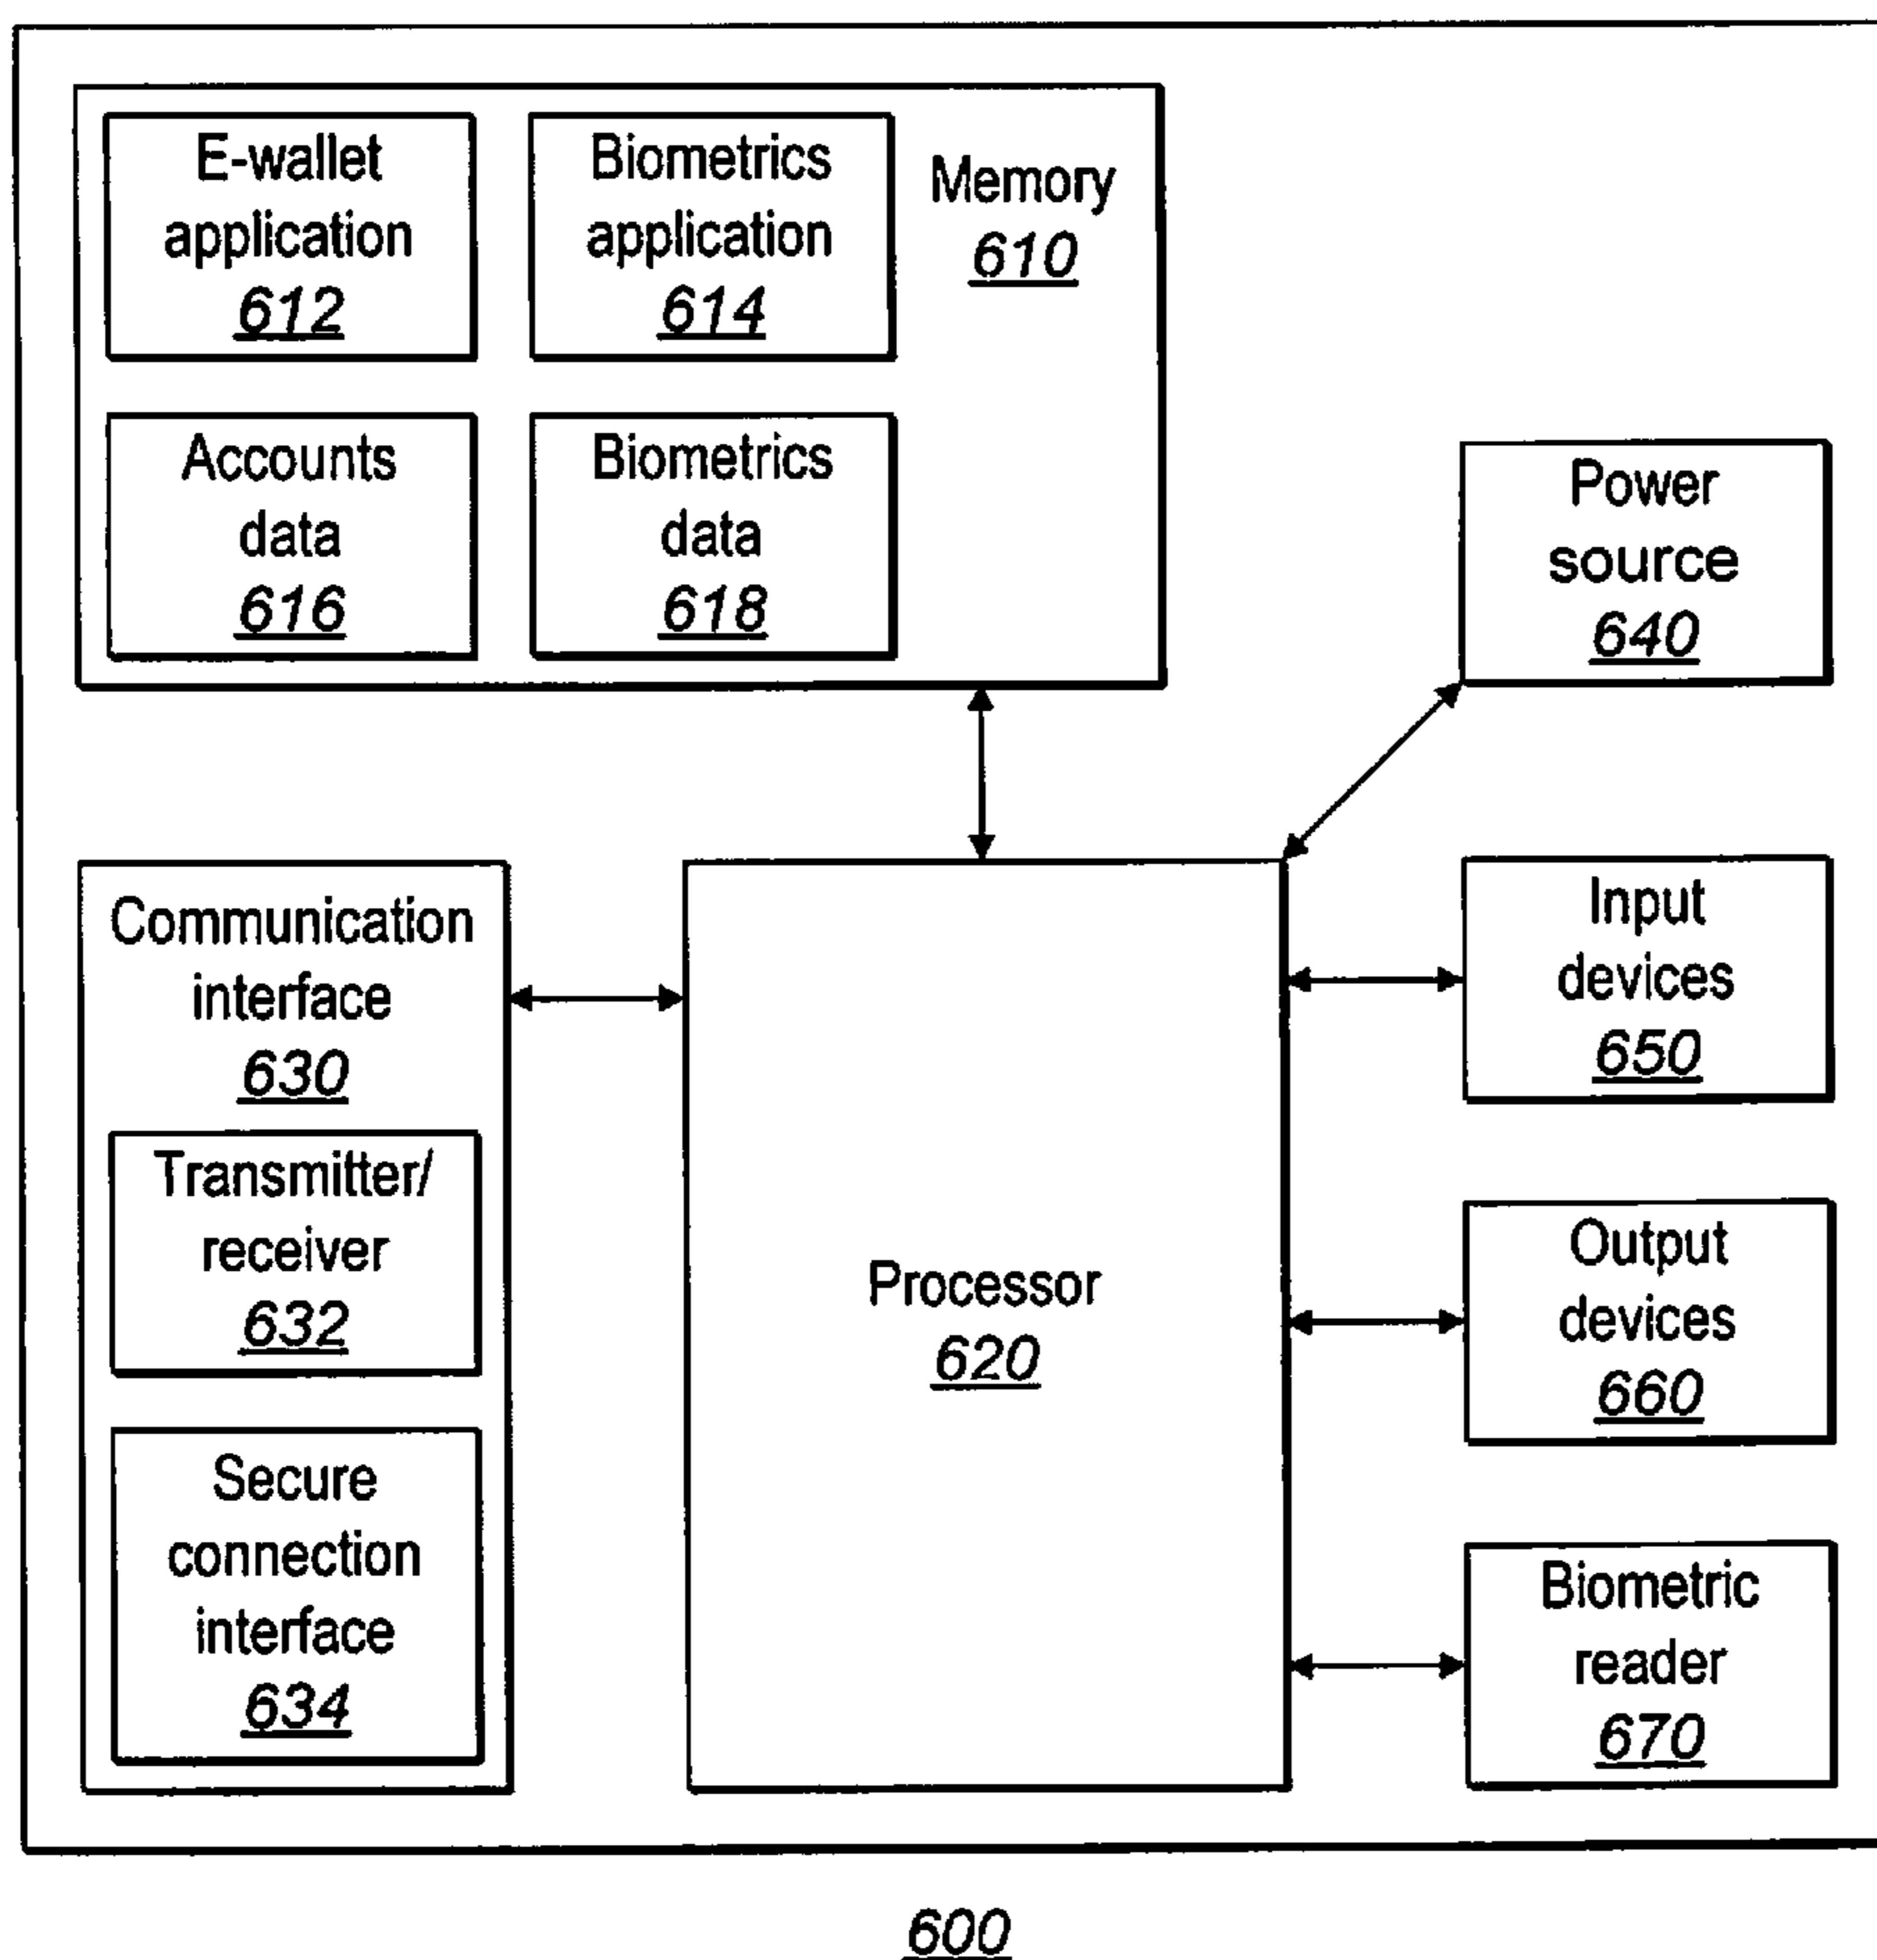 E-wallet
application
612
Biometrics
application
614
Memory
610
Accounts
data
616
Biometrics
data
618
Power
source
640
Communication
interface
630
Transmitter/
receiver
632
Secure
connection
interface
634
Processor
620
Input
devices
650
Output
devices
660
Biometric
reader
670
600